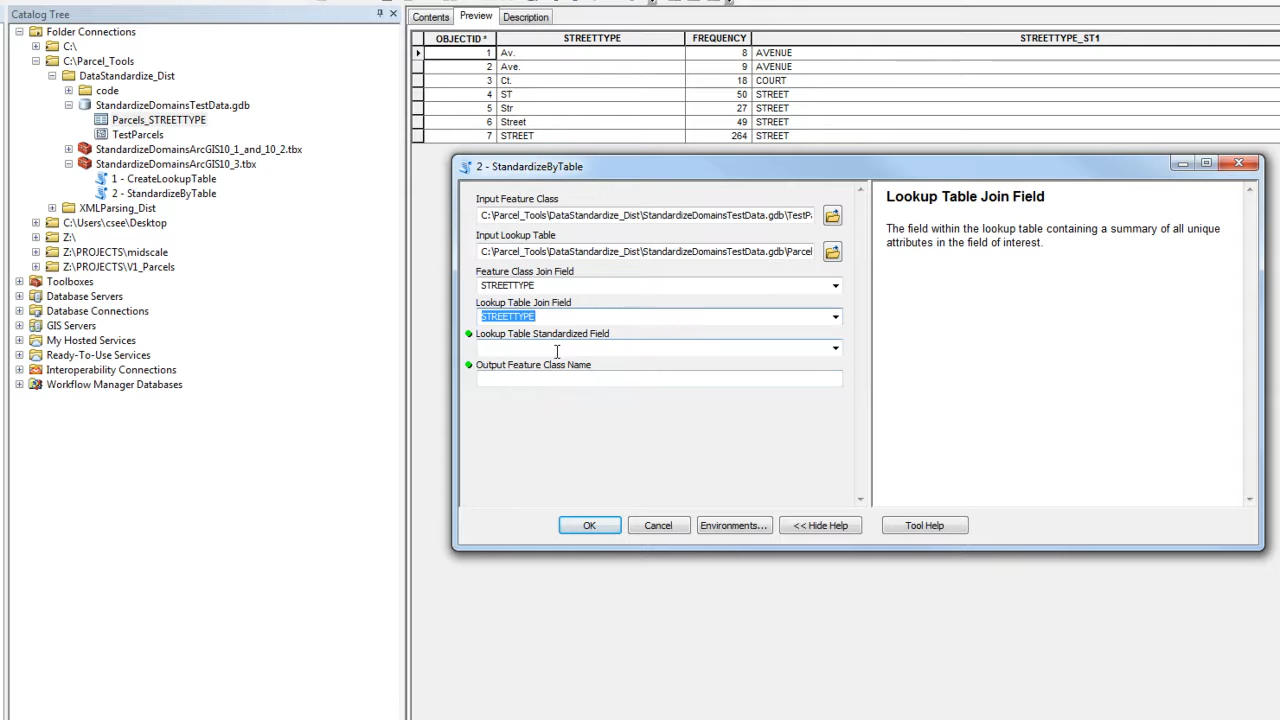 Catalog Tree
Folder Connections
C:\
C:\Parcel_Tools
DataStandardize_Dist
code
StandardizeDomainsTestData.gdb
Parcels_STREETTYPE
TestParcels
StandardizeDomainsArcGIS10_1_and_10_2.tbx
StandardizeDomainsArcGIS10_3.tbx
1 - CreateLookupTable
2 - StandardizeByTable
XMLParsing_Dist
C:\Users\csee\Desktop
Z:\
Z:\PROJECTS\midscale
Z:\PROJECTS\V1_Parcels
Toolboxes
Database Servers
Database Connections
GIS Servers
My Hosted Services
Ready-To-Use Services
Interoperability Connections
Workflow Manager Databases
Contents Preview Description
OBJECTID * STREETTYPE FREQUENCY STREETTYPE_ST1
1 Av. 8 AVENUE
2 Ave. 9 AVENUE
3 Ct. 18 COURT
4 ST 50 STREET
5 Str 27 STREET
6 Street 49 STREET
7 STREET 264 STREET
2 - StandardizeByTable
Input Feature Class
C:\Parcel_Tools\DataStandardize_Dist\StandardizeDomainsTestData.gdb\TestP
Input Lookup Table
C:\Parcel_Tools\DataStandardize_Dist\StandardizeDomainsTestData.gdb\Parcel
Feature Class Join Field
STREETTYPE
Lookup Table Join Field
STREETTYPE
Lookup Table Standardized Field
Output Feature Class Name
OK Cancel Environments... << Hide Help Tool Help
Lookup Table Join Field
The field within the lookup table containing a summary of all unique
attributes in the field of interest.